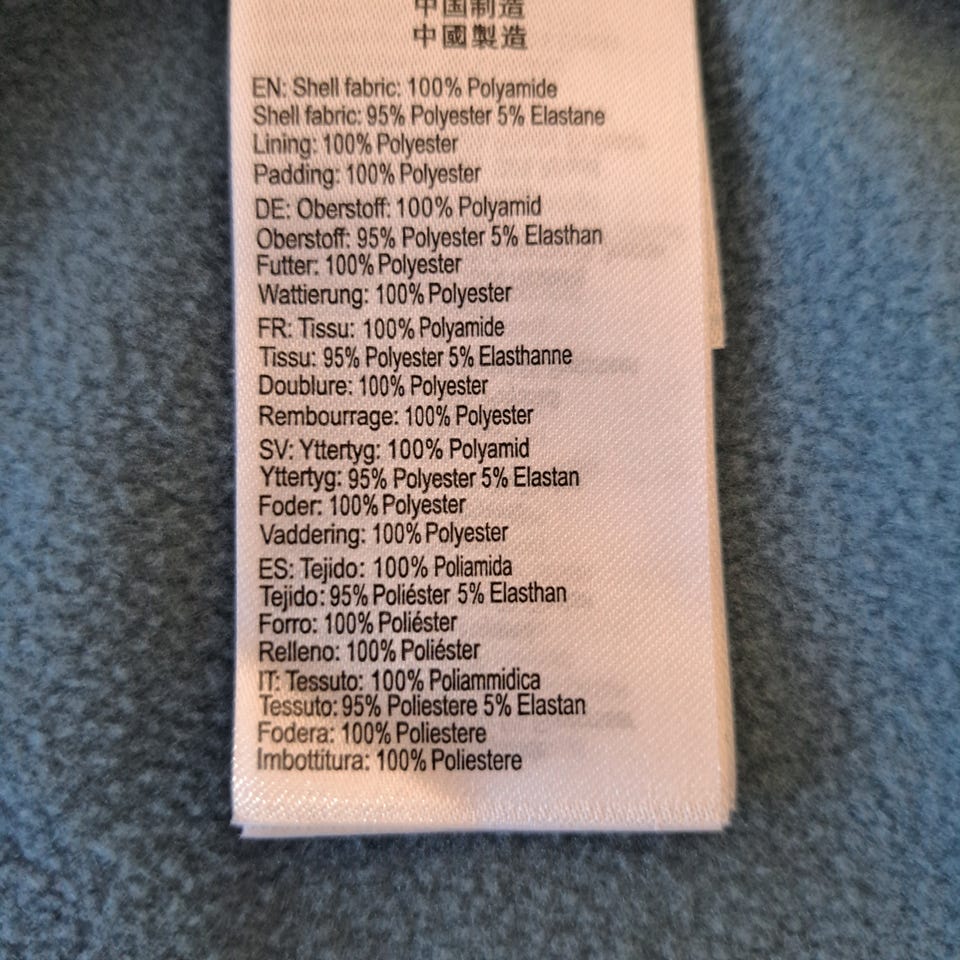 中国制造
中國製造
EN: Shell fabric: 100% Polyamide
Shell fabric: 95% Polyester 5% Elastane
Lining: 100% Polyester
Padding: 100% Polyester
DE: Oberstoff: 100% Polyamid
Oberstoff: 95% Polyester 5% Elasthan
Futter: 100% Polyester
Wattierung: 100% Polyester
FR: Tissu: 100% Polyamide
Tissu: 95% Polyester 5% Elasthanne
Doublure: 100% Polyester
Rembourrage: 100% Polyester
SV: Yttertyg: 100% Polyamid
Yttertyg: 95% Polyester 5% Elastan
Foder: 100% Polyester
Vaddering: 100% Polyester
ES: Tejido: 100% Poliamida
Tejido: 95% Poliéster 5% Elasthan
Forro: 100% Poliéster
Relleno: 100% Poliéster
IT: Tessuto: 100% Poliammidica
Tessuto: 95% Poliestere 5% Elastan
Fodera: 100% Poliestere
Imbottitura: 100% Poliestere